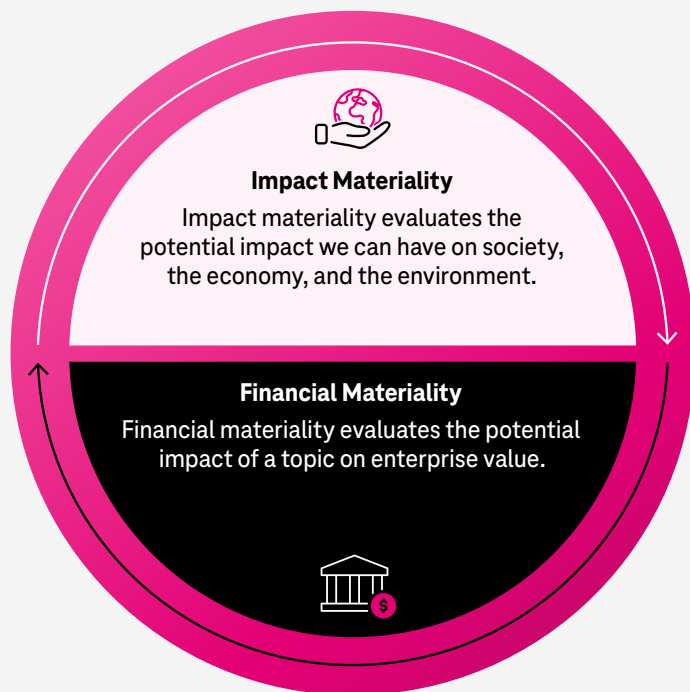 Impact Materiality
Impact materiality evaluates the
potential impact we can have on society,
the economy, and the environment.
Financial Materiality
Financial materiality evaluates the potential
impact of a topic on enterprise value.
$